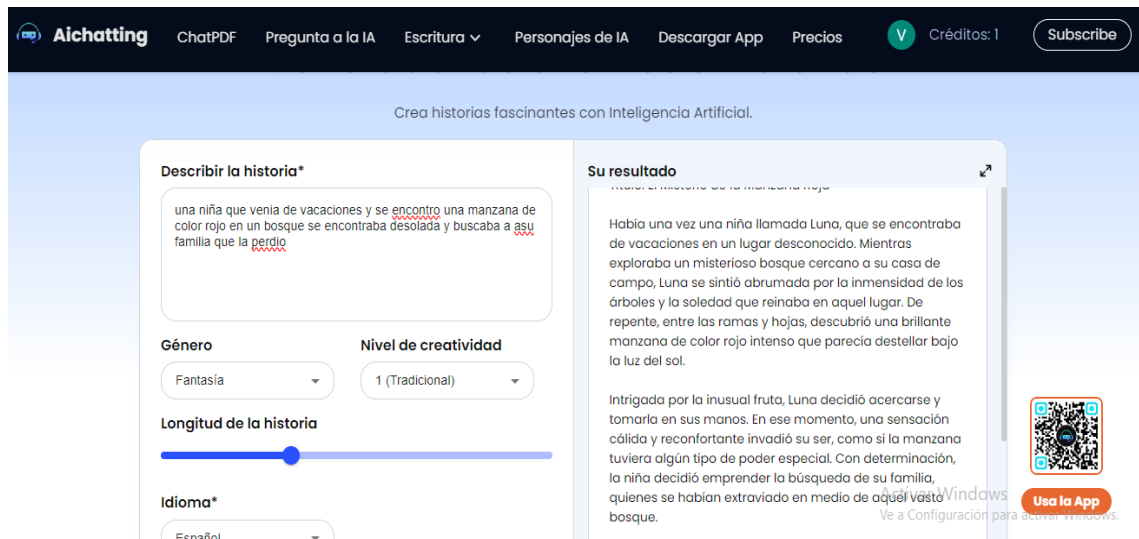 Aichatting
ChatPDF
Pregunta a la IA
Escritura
Personajes de IA
Descargar App
Precios
V
Créditos: 1
Subscribe
Crea historias fascinantes con Inteligencia Artificial.
Describir la historia*
una niña que venia de vacaciones y se encontro una manzana de
color rojo en un bosque se encontraba desolada y buscaba a asu
familia que la perdio
Género
Nivel de creatividad
Fantasía
1 (Tradicional)
Longitud de la historia
Idioma*
Español
Su resultado
Título: El Misterio de la Manzana Roja
Había una vez una niña llamada Luna, que se encontraba
de vacaciones en un lugar desconocido. Mientras
exploraba un misterioso bosque cercano a su casa de
campo, Luna se sintió abrumada por la inmensidad de los
árboles y la soledad que reinaba en aquel lugar. De
repente, entre las ramas y hojas, descubrió una brillante
manzana de color rojo intenso que parecía destellar bajo
la luz del sol.
Intrigada por la inusual fruta, Luna decidió acercarse y
tomarla en sus manos. En ese momento, una sensación
cálida y reconfortante invadió su ser, como si la manzana
tuviera algún tipo de poder especial. Con determinación,
la niña decidió emprender la búsqueda de su familia,
quienes se habían extraviado en medio de aquel vasto
bosque.
Activar Windows
Ve a Configuración para activar Windows.
Usa la App